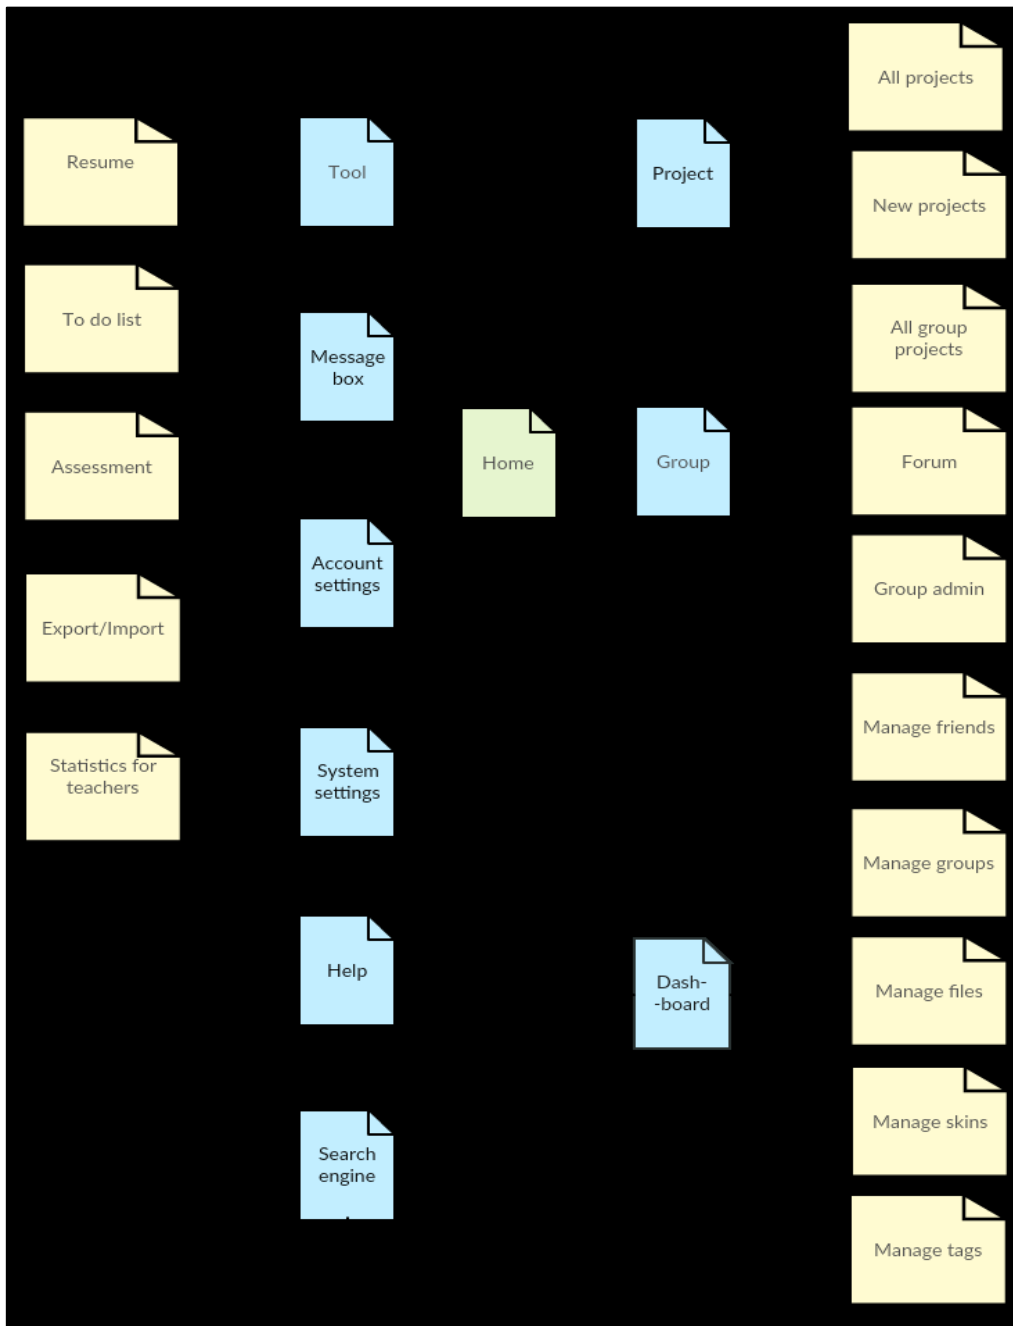 Resume
To do list
Assessment
Export/Import
Statistics for
teachers
Tool
Message
box
Account
settings
System
settings
Help
Search
engine
Home
Project
Group
Dash-
-board
All projects
New projects
All group
projects
Forum
Group admin
Manage friends
Manage groups
Manage files
Manage skins
Manage tags